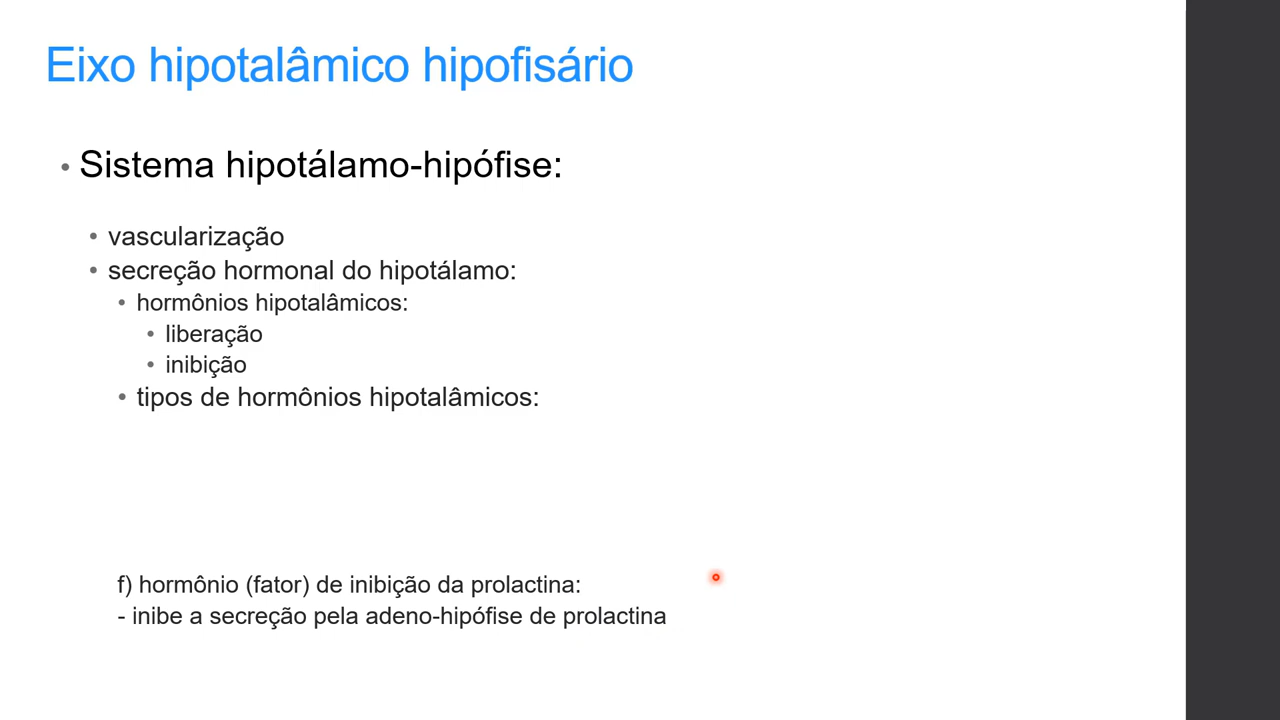 Eixo hipotalâmico hipofisário
• Sistema hipotálamo-hipófise:
• vascularização
• secreção hormonal do hipotálamo:
• hormônios hipotalâmicos:
• liberação
• inibição
• tipos de hormônios hipotalâmicos:
f) hormônio (fator) de inibição da prolactina:
- inibe a secreção pela adeno-hipófise de prolactina